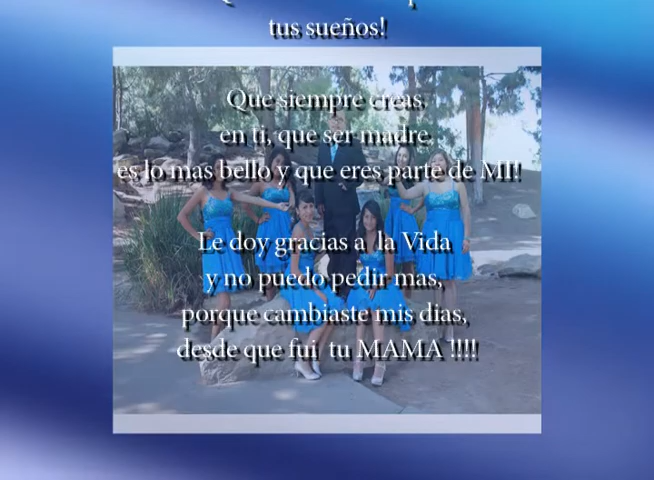 tus sueños!
Que siempre creas,
en ti, que ser madre,
es lo mas bello y que eres parte de MI!
Le doy gracias a la Vida
y no puedo pedir mas,
porque cambiaste mis dias,
desde que fui tu MAMA !!!!